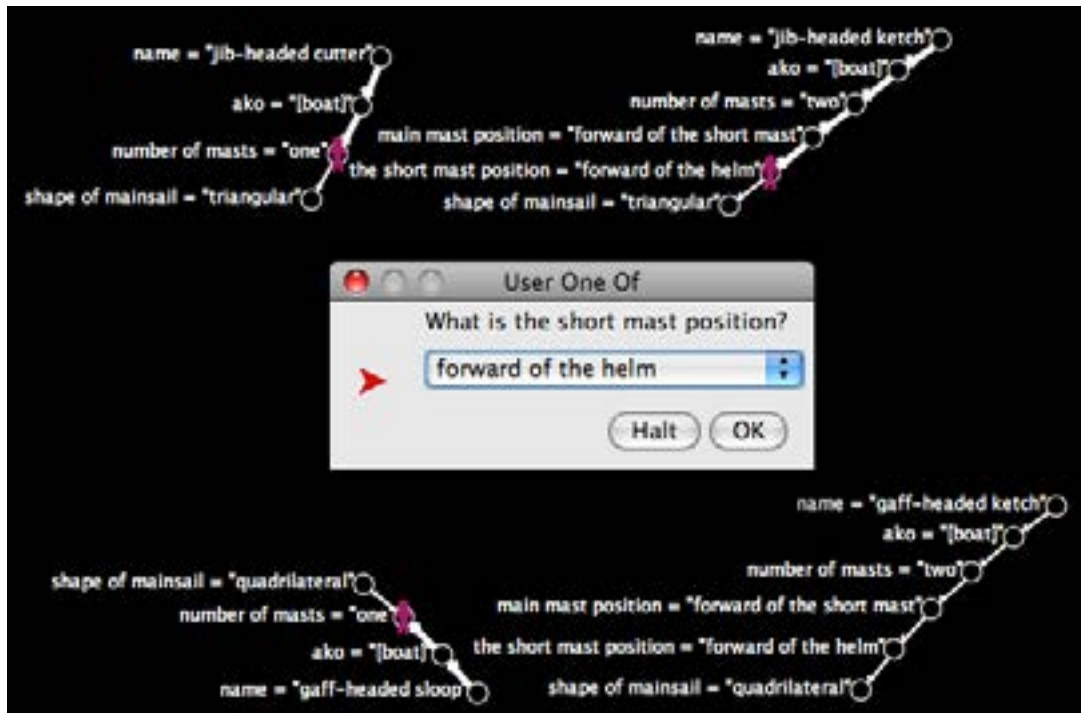 name = "jib-headed cutter"
ako = "[boat]"
number of masts = "one"
shape of mainsail = "triangular"
name = "jib-headed ketch"
ako = "[boat]"
number of masts = "two"
main mast position = "forward of the short mast"
the short mast position = "forward of the helm"
shape of mainsail = "triangular"
User One Of
What is the short mast position?
forward of the helm
Halt
OK
shape of mainsail = "quadrilateral"
number of masts = "one
ako = "[boat]
name = "gaff-headed sloop
name = "gaff-headed ketch"
ako = "[boat]"
number of masts = "two"
main mast position = "forward of the short mast"
the short mast position = "forward of the helm"
shape of mainsail = "quadrilateral"